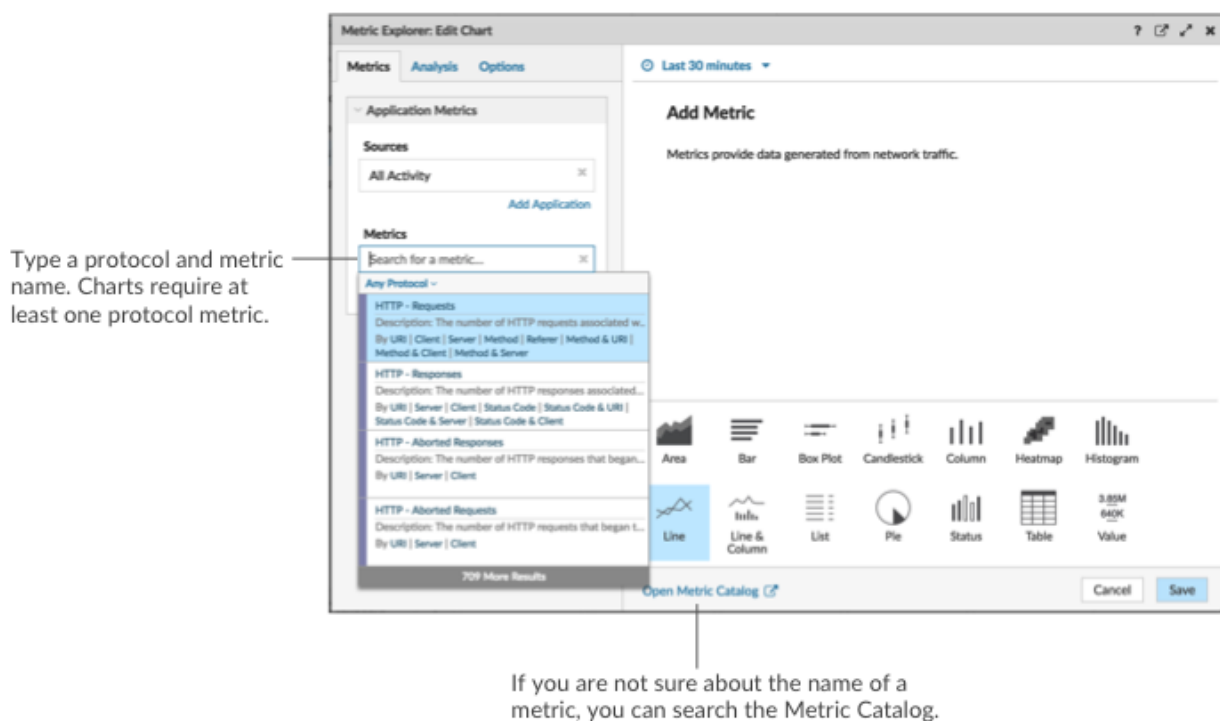 Metric Explorer: Edit Chart
?
Metrics Analysis Options
Last 30 minutes
Application Metrics
Add Metric
Sources
Metrics provide data generated from network traffic.
All Activity
Add Application
Metrics
Search for a metric...
Type a protocol and metric
name. Charts require at
least one protocol metric.
Any Protocol
HTTP - Requests
Description: The number of HTTP requests associated w...
By URI | Client | Server | Method | Referer | Method & URI |
Method & Client | Method & Server
HTTP - Responses
Description: The number of HTTP responses associated...
By URI | Server | Client | Status Code | Status Code & URI |
Status Code & Server | Status Code & Client
HTTP - Aborted Responses
Description: The number of HTTP responses that began...
By URI | Server | Client
HTTP - Aborted Requests
Description: The number of HTTP requests that began t...
By URI | Server | Client
709 More Results
Area Bar Box Plot Candlestick Column Heatmap Histogram
3.85M
640K
Line Line & List Pie Status Table Value
Column
Open Metric Catalog
Cancel Save
If you are not sure about the name of a
metric, you can search the Metric Catalog.